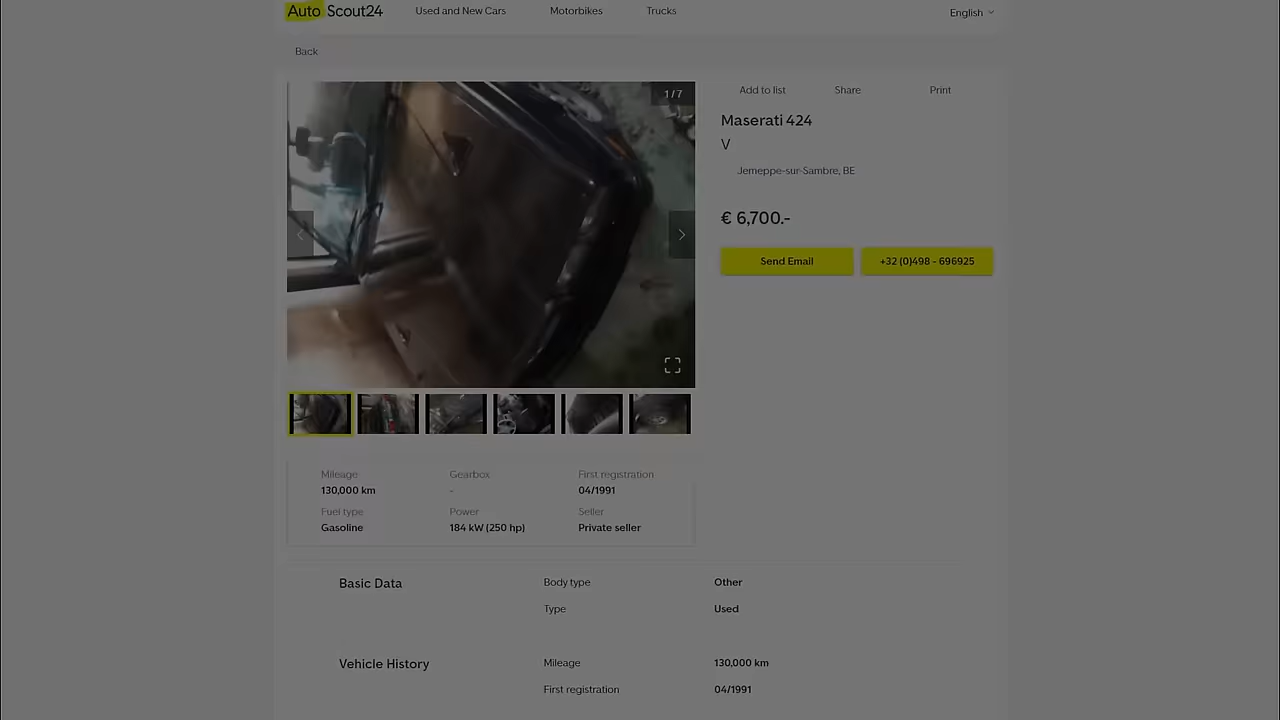 AutoScout24
Used and New Cars
Motorbikes
Trucks
English
Back
1/7
Add to list
Share
Print
Maserati 424
V
Jemeppe-sur-Sambre, BE
€ 6,700.-
Send Email
+32 (0)498 - 696925
Mileage
Gearbox
First registration
130,000 km
-
04/1991
Fuel type
Power
Seller
Gasoline
184 kW (250 hp)
Private seller
Basic Data
Body type
Other
Type
Used
Vehicle History
Mileage
130,000 km
First registration
04/1991